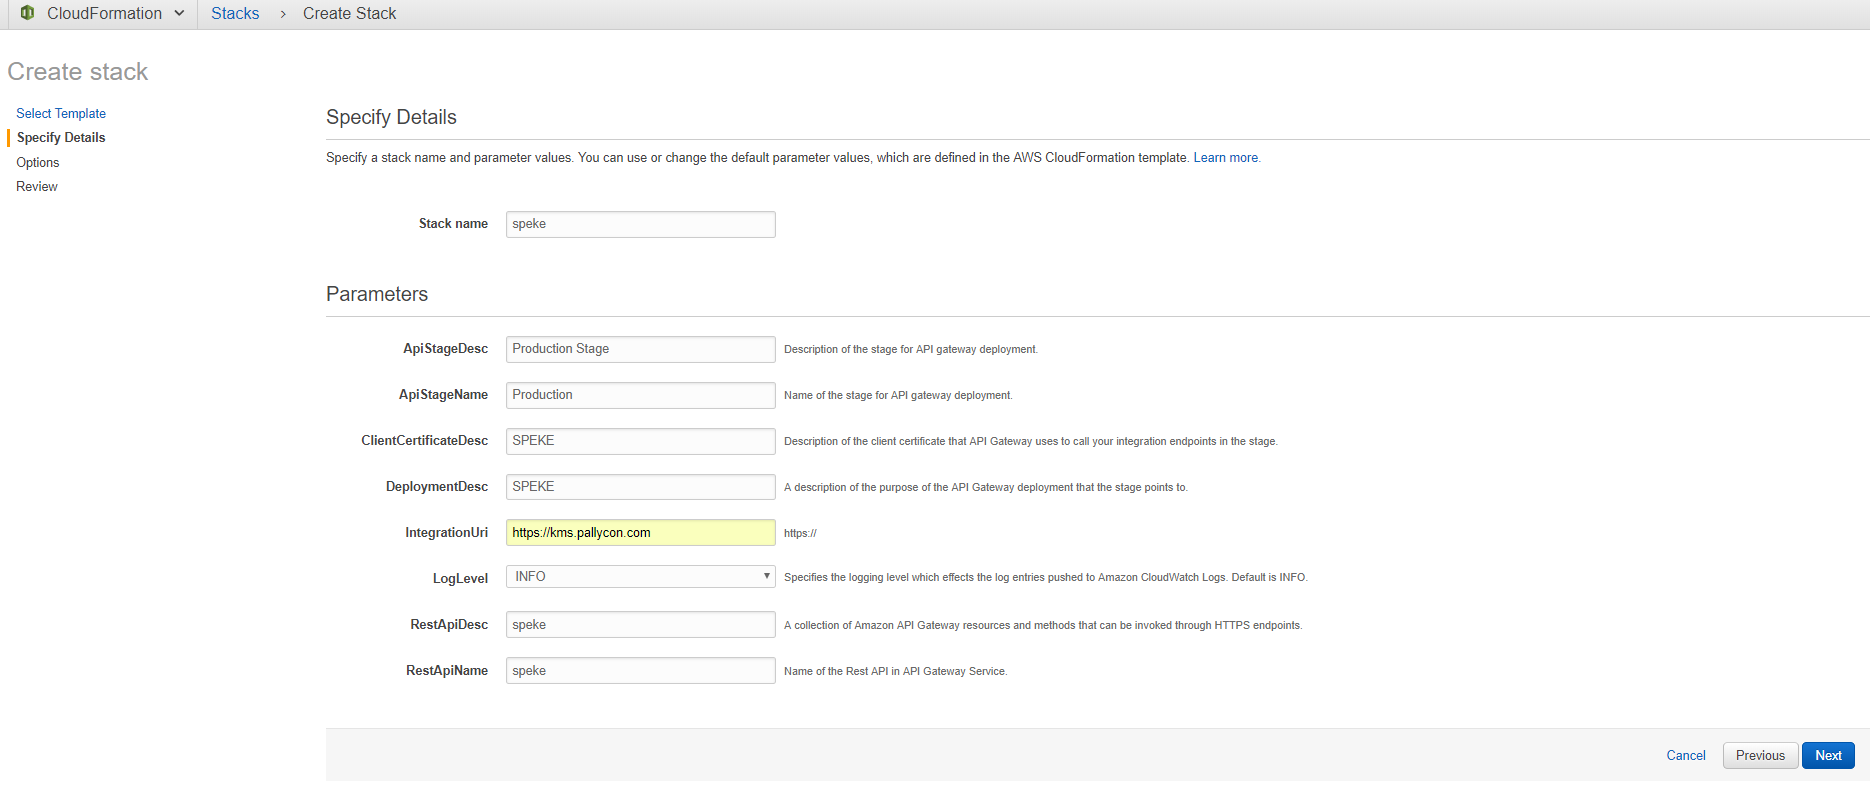 CloudFormation Stacks > Create Stack
Create stack
Select Template
Specify Details
Options
Review
Specify Details
Specify a stack name and parameter values. You can use or change the default parameter values, which are defined in the AWS CloudFormation template. Learn more.
Stack name speke
Parameters
ApiStageDesc Production Stage Description of the stage for API gateway deployment.
ApiStageName Production Name of the stage for API gateway deployment.
ClientCertificateDesc SPEKE Description of the client certificate that API Gateway uses to call your integration endpoints in the stage.
DeploymentDesc SPEKE A description of the purpose of the API Gateway deployment that the stage points to.
IntegrationUri https://kms.pallycon.com https://
LogLevel INFO Specifies the logging level which effects the log entries pushed to Amazon CloudWatch Logs. Default is INFO.
RestApiDesc speke A collection of Amazon API Gateway resources and methods that can be invoked through HTTPS endpoints.
RestApiName speke Name of the Rest API in API Gateway Service.
Cancel Previous Next